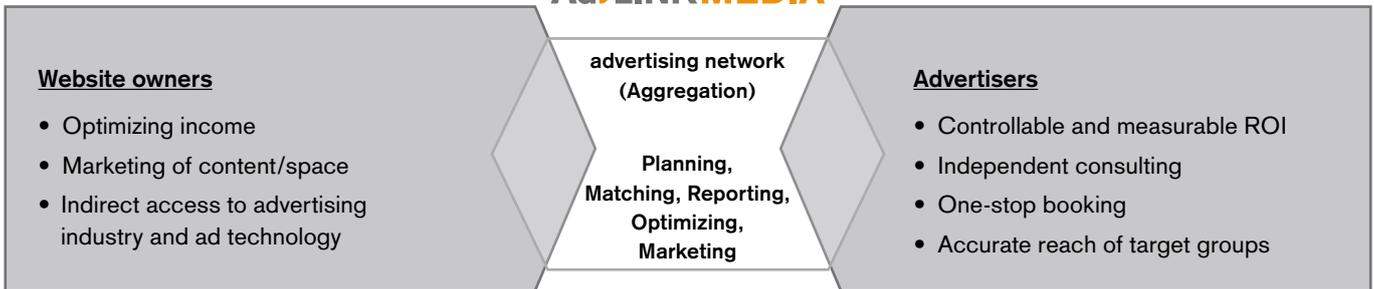 MEDIA
Website owners
• Optimizing income
• Marketing of content/space
• Indirect access to advertising
industry and ad technology
advertising network
(Aggregation)
Planning,
Matching, Reporting,
Optimizing,
Marketing
Advertisers
• Controllable and measurable ROI
• Independent consulting
• One-stop booking
• Accurate reach of target groups